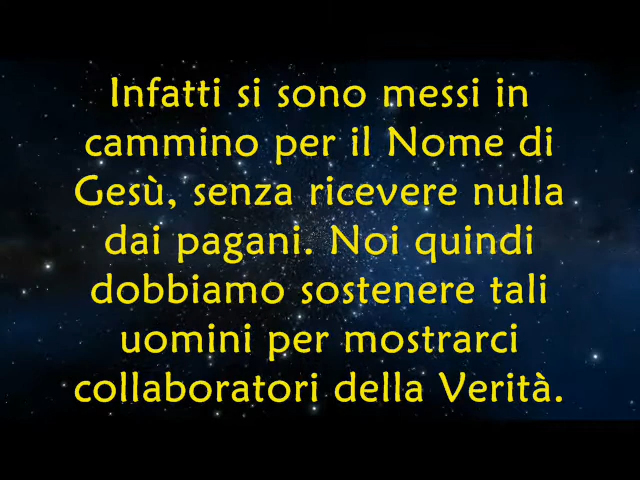 Infatti si sono messi in
cammino per il Nome di
Gesù, senza ricevere nulla
dai pagani. Noi quindi
dobbiamo sostenere tali
uomini per mostrarci
collaboratori della Verità.